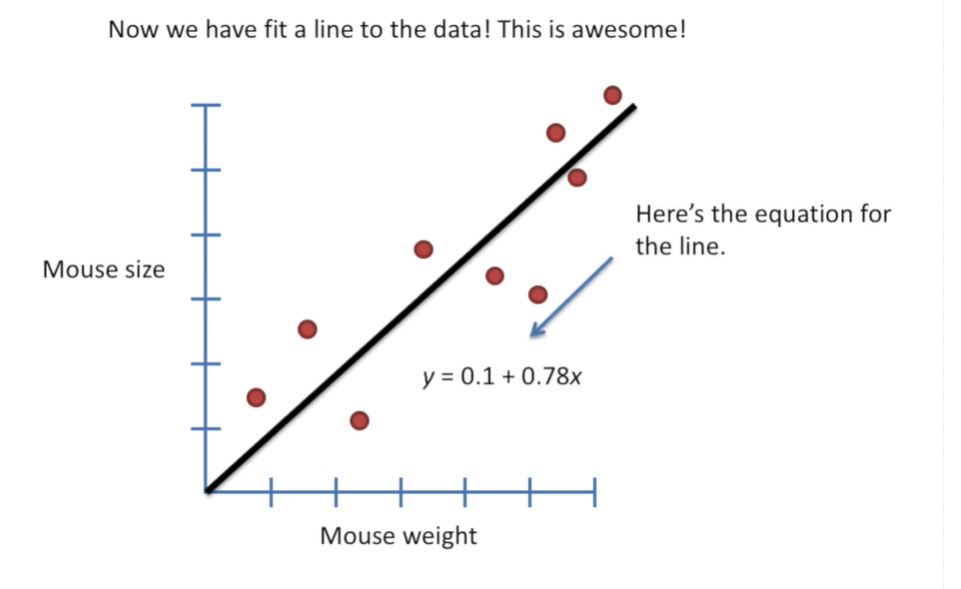 Now we have fit a line to the data! This is awesome!
Here’s the equation for
the line.
Mouse size
y = 0.1 + 0.78x
Mouse weight